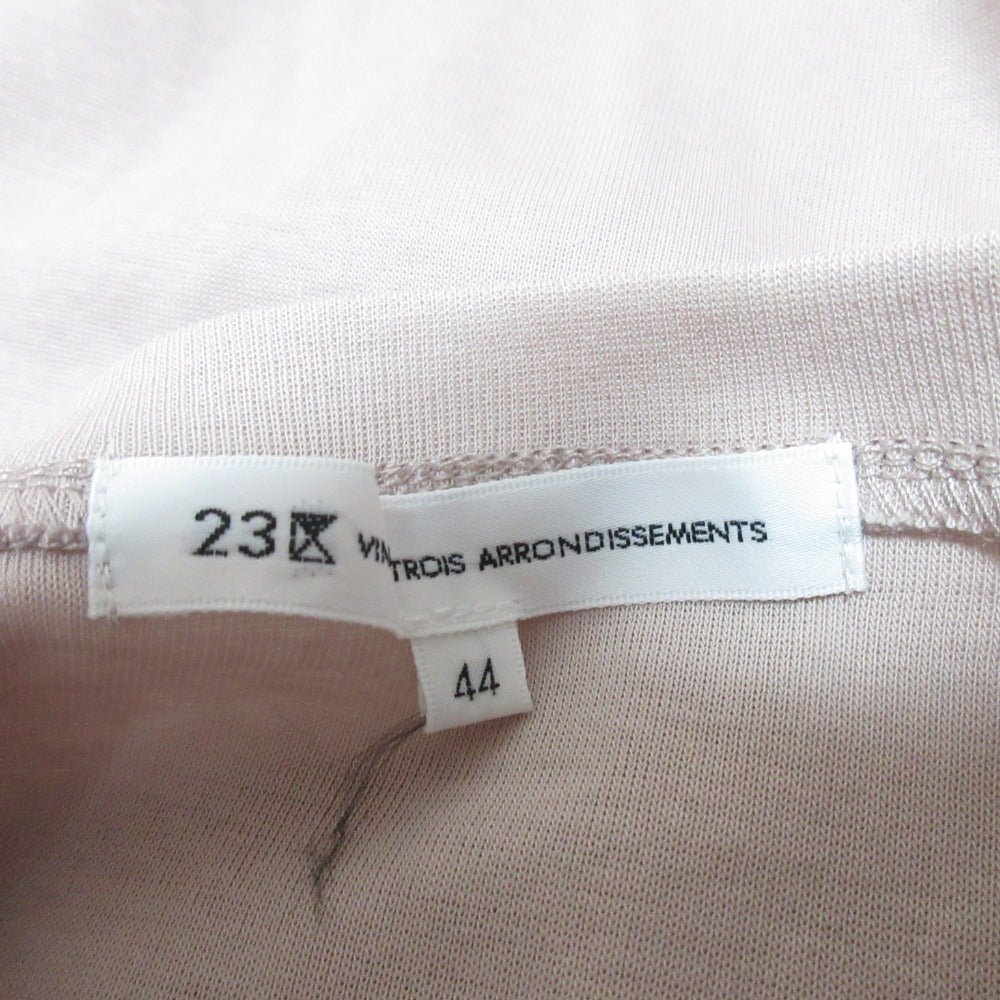 23区 VIN TROIS ARRONDISSEMENTS
44